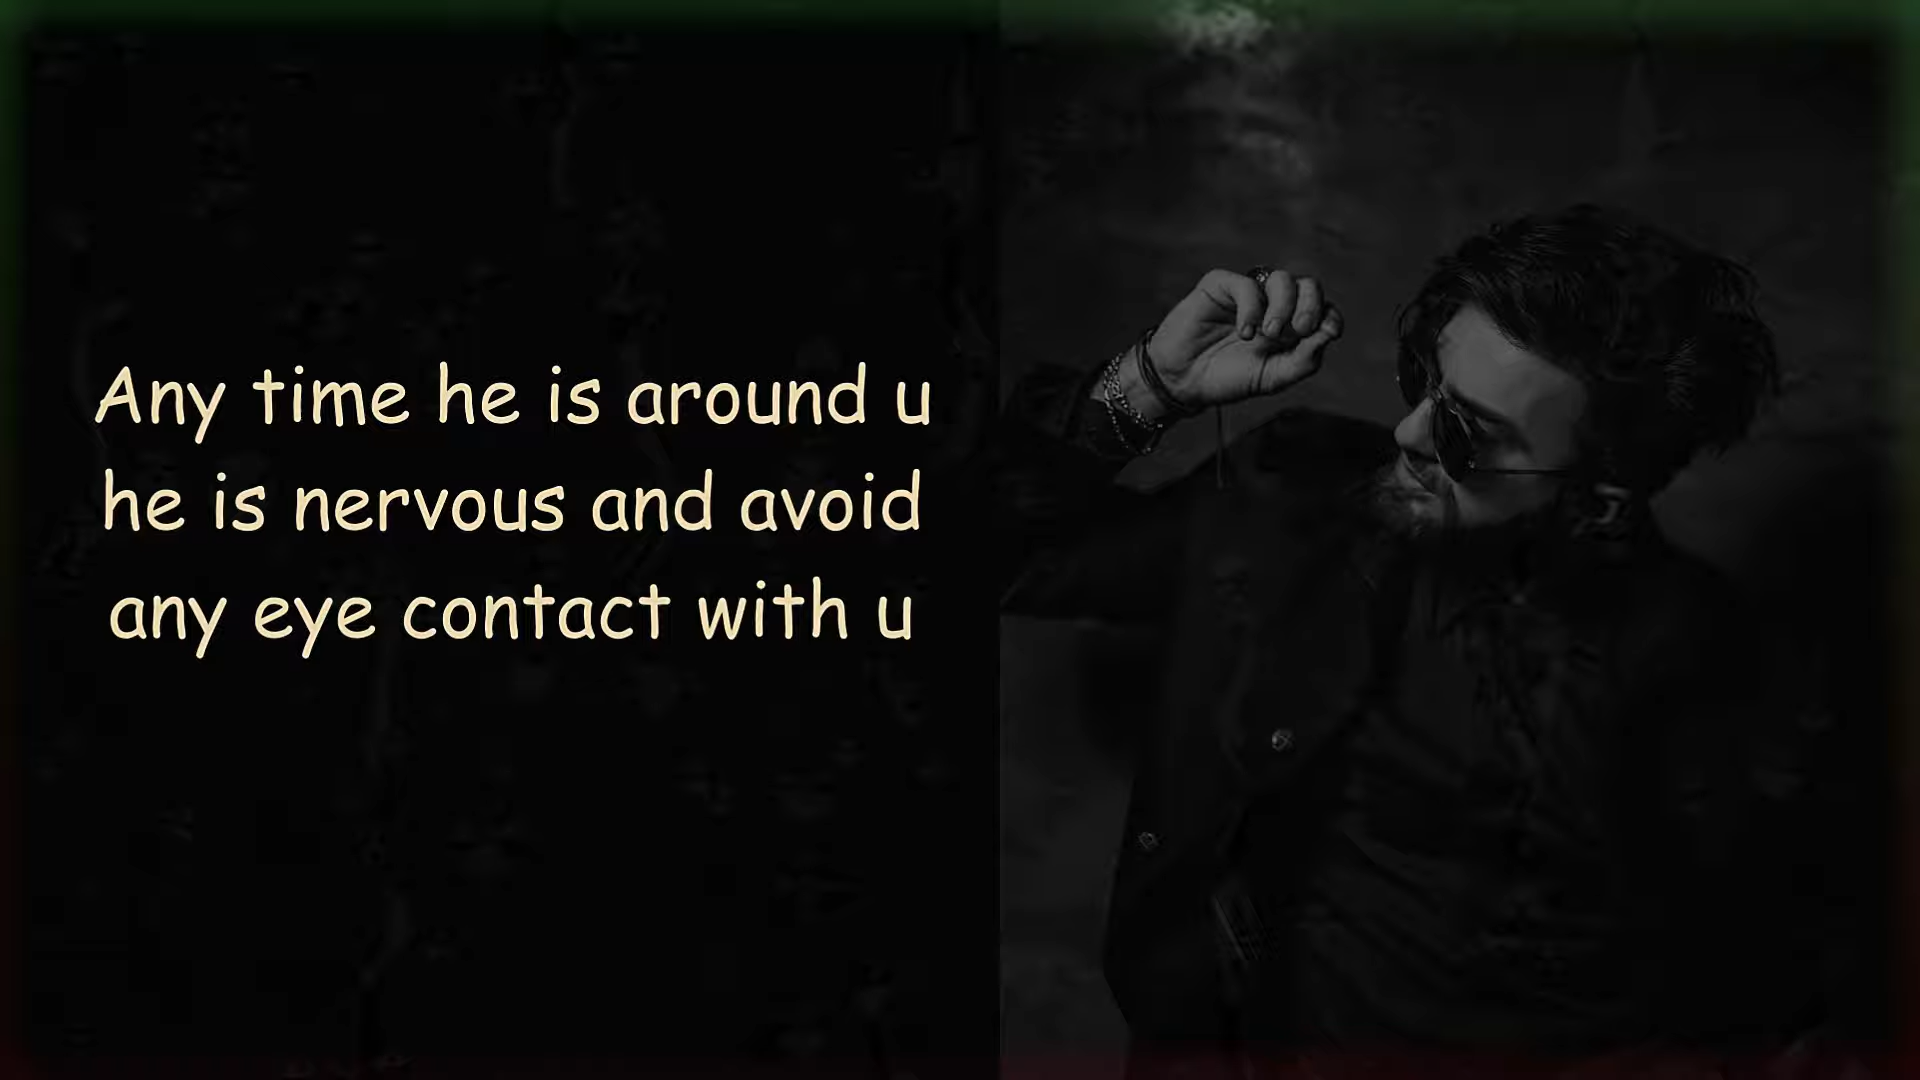 Any time he is around u
he is nervous and avoid
any eye contact with u